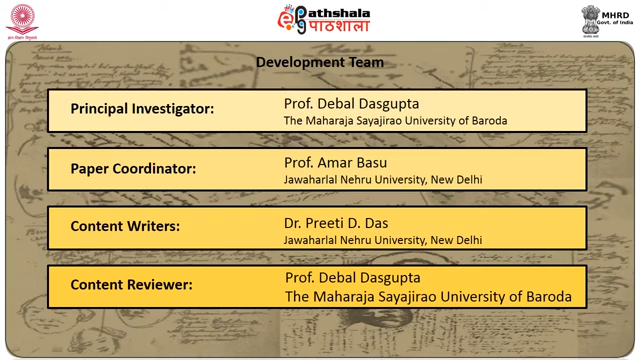 Pathshala
पाठशाला
MHRD
Govt. of India
Development Team
Principal Investigator:
Prof. Debal Dasgupta
The Maharaja Sayajirao University of Baroda
Paper Coordinator:
Prof. Amar Basu
Jawaharlal Nehru University, New Delhi
Content Writers:
Dr. Preeti D. Das
Jawaharlal Nehru University, New Delhi
Content Reviewer:
Prof. Debal Dasgupta
The Maharaja Sayajirao University of Baroda